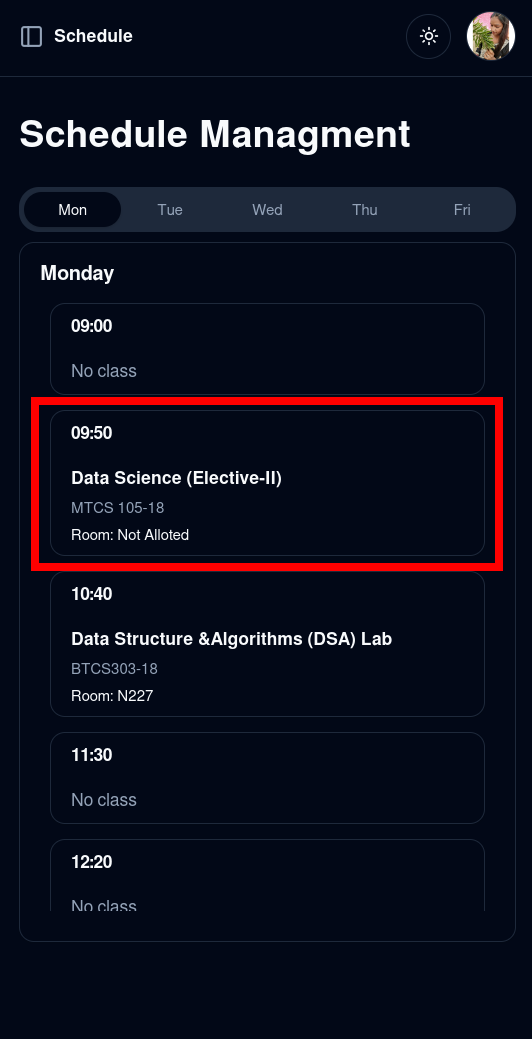 Schedule
Schedule Managment
Mon Tue Wed Thu Fri
Monday
09:00
No class
09:50
Data Science (Elective-II)
MTCS 105-18
Room: Not Alloted
10:40
Data Structure &Algorithms (DSA) Lab
BTCS303-18
Room: N227
11:30
No class
12:20
No class